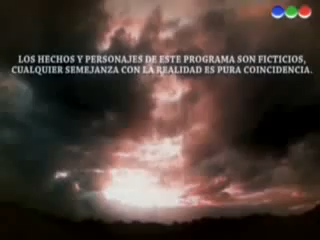 LOS HECHOS Y PERSONAJES DE ESTE PROGRAMA SON FICTICIOS,
CUALQUIER SEMEJANZA CON LA REALIDAD ES PURA COINCIDENCIA.